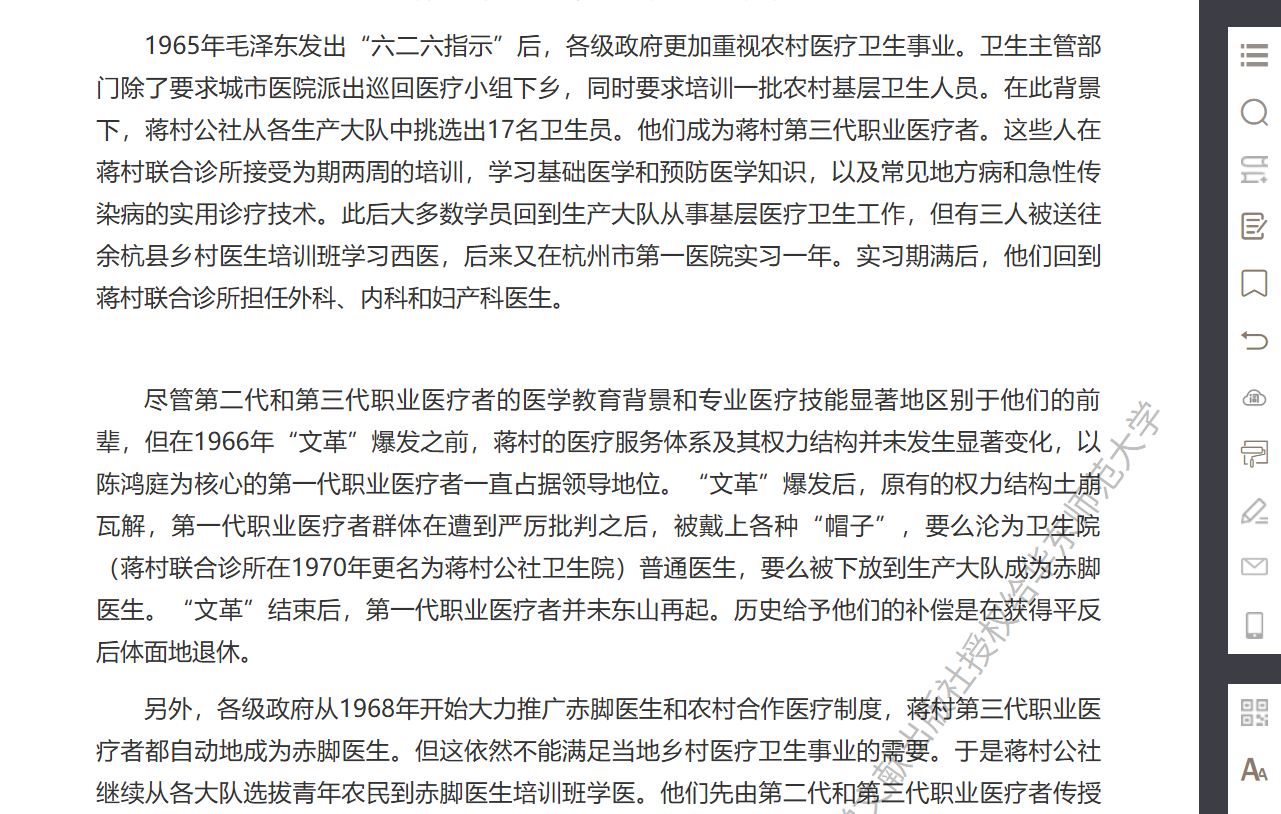 1965年毛泽东发出“六二六指示”后，各级政府更加重视农村医疗卫生事业。卫生主管部
门除了要求城市医院派出巡回医疗小组下乡，同时要求培训一批农村基层卫生人员。在此背景
下，蒋村公社从各生产大队中挑选出17名卫生员。他们成为蒋村第三代职业医疗者。这些人在
蒋村联合诊所接受为期两周的培训，学习基础医学和预防医学知识，以及常见地方病和急性传
染病的实用诊疗技术。此后大多数学员回到生产大队从事基层医疗卫生工作，但有三人被送往
余杭县乡村医生培训班学习西医，后来又在杭州市第一医院实习一年。实习期满后，他们回到
蒋村联合诊所担任外科、内科和妇产科医生。
尽管第二代和第三代职业医疗者的医学教育背景和专业医疗技能显著地区别于他们的前
辈，但在1966年“文革”爆发之前，蒋村的医疗服务体系及其权力结构并未发生显著变化，以
陈鸿庭为核心的第一代职业医疗者一直占据领导地位。“文革”爆发后，原有的权力结构土崩
瓦解，第一代职业医疗者群体在遭到严厉批判之后，被戴上各种“帽子”，要么沦为卫生院
（蒋村联合诊所在1970年更名为蒋村公社卫生院）普通医生，要么被下放到生产大队成为赤脚
医生。“文革”结束后，第一代职业医疗者并未东山再起。历史给予他们的补偿是在获得平反
后体面地退休。
另外，各级政府从1968年开始大力推广赤脚医生和农村合作医疗制度，蒋村第三代职业医
疗者都自动地成为赤脚医生。但这依然不能满足当地乡村医疗卫生事业的需要。于是蒋村公社
继续从各大队选拔青年农民到赤脚医生培训班学医。他们先由第二代和第三代职业医疗者传授
文献出版社授权给华东师范大学
词
AA